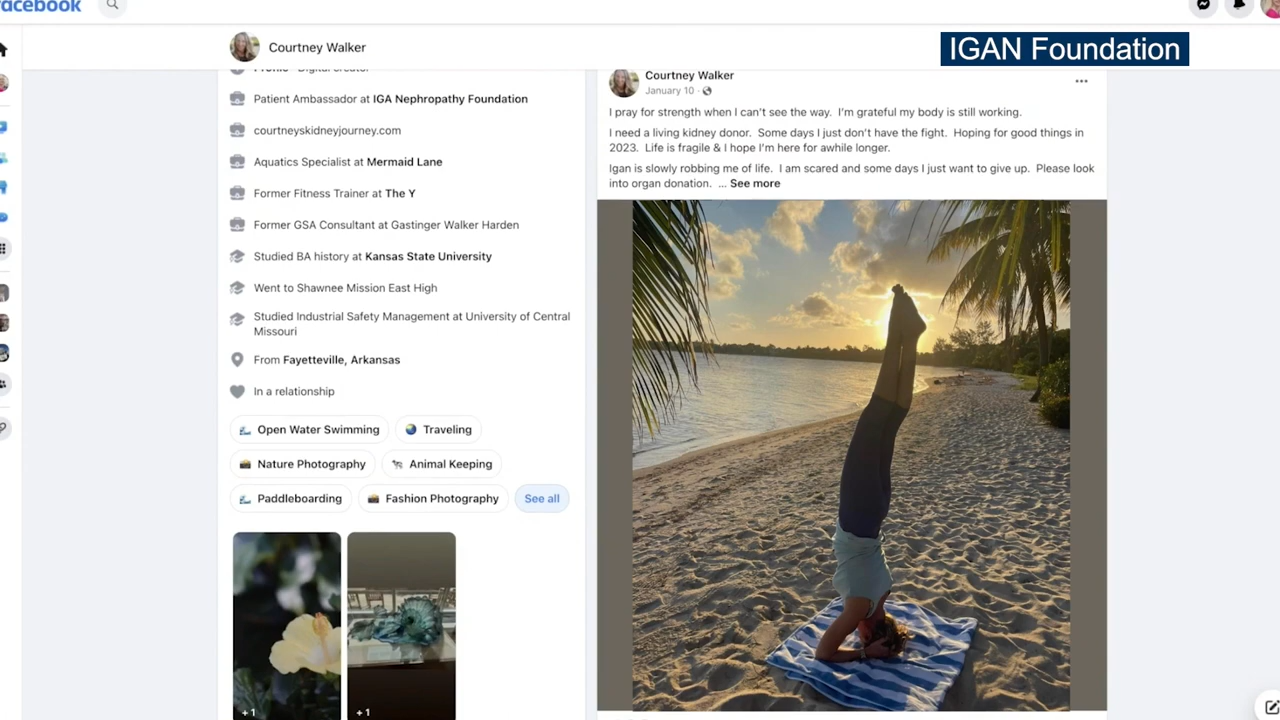 facebook
Courtney Walker
IGAN Foundation
Profile · Digital creator
Patient Ambassador at IGA Nephropathy Foundation
courtneyskidneyjourney.com
Aquatics Specialist at Mermaid Lane
Former Fitness Trainer at The Y
Former GSA Consultant at Gastinger Walker Harden
Studied BA history at Kansas State University
Went to Shawnee Mission East High
Studied Industrial Safety Management at University of Central
Missouri
From Fayetteville, Arkansas
In a relationship
Open Water Swimming
Traveling
Nature Photography
Animal Keeping
Paddleboarding
Fashion Photography
See all
+1
+1
Courtney Walker
January 10 ·
I pray for strength when I can't see the way. I'm grateful my body is still working.
I need a living kidney donor. Some days I just don't have the fight. Hoping for good things in
2023. Life is fragile & I hope I'm here for awhile longer.
Igan is slowly robbing me of life. I am scared and some days I just want to give up. Please look
into organ donation. ... See more